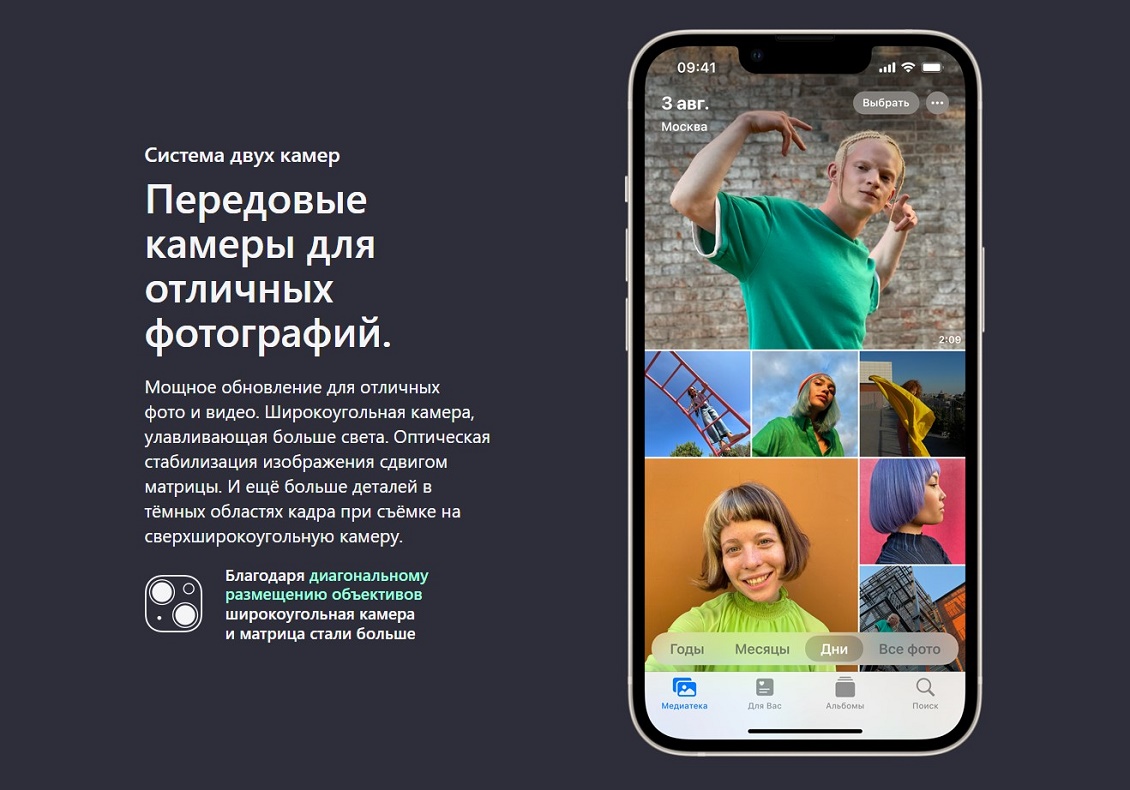 Система двух камер
Передовые
камеры для
отличных
фотографий.
Мощное обновление для отличных
фото и видео. Широкоугольная камера,
улавливающая больше света. Оптическая
стабилизация изображения сдвигом
матрицы. И ещё больше деталей в
тёмных областях кадра при съёмке на
сверхширокоугольную камеру.
Благодаря диагональному
размещению объективов
широкоугольная камера
и матрица стали больше
09:41
3 авг.
Выбрать
Москва
2:09
Годы Месяцы Дни Все фото
Медиатека Для Вас Альбомы Поиск